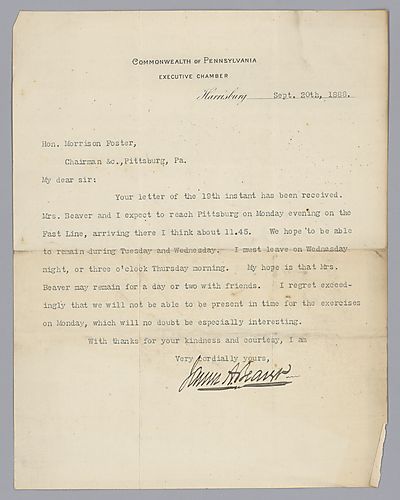 COMMONWEALTH OF PENNSYLVANIA
EXECUTIVE CHAMBER
Harrisburg Sept. 20th, 1888.
Hon. Morrison Foster,
Chairman &c.,Pittsburg, Pa.
My dear sir:
Your letter of the 19th instant has been received.
Mrs. Beaver and I expect to reach Pittsburg on Monday evening on the
Fast Line, arriving there I think about 11.45. We hope to be able
to remain during Tuesday and Wednesday. I must leave on Wednesday
night, or three o'clock Thursday morning. My hope is that Mrs.
Beaver may remain for a day or two with friends. I regret exceed-
ingly that we will not be able to be present in time for the exercises
on Monday, which will no doubt be especially interesting.
With thanks for your kindness and courtesy, I am
Very cordially yours,
James A Beaver